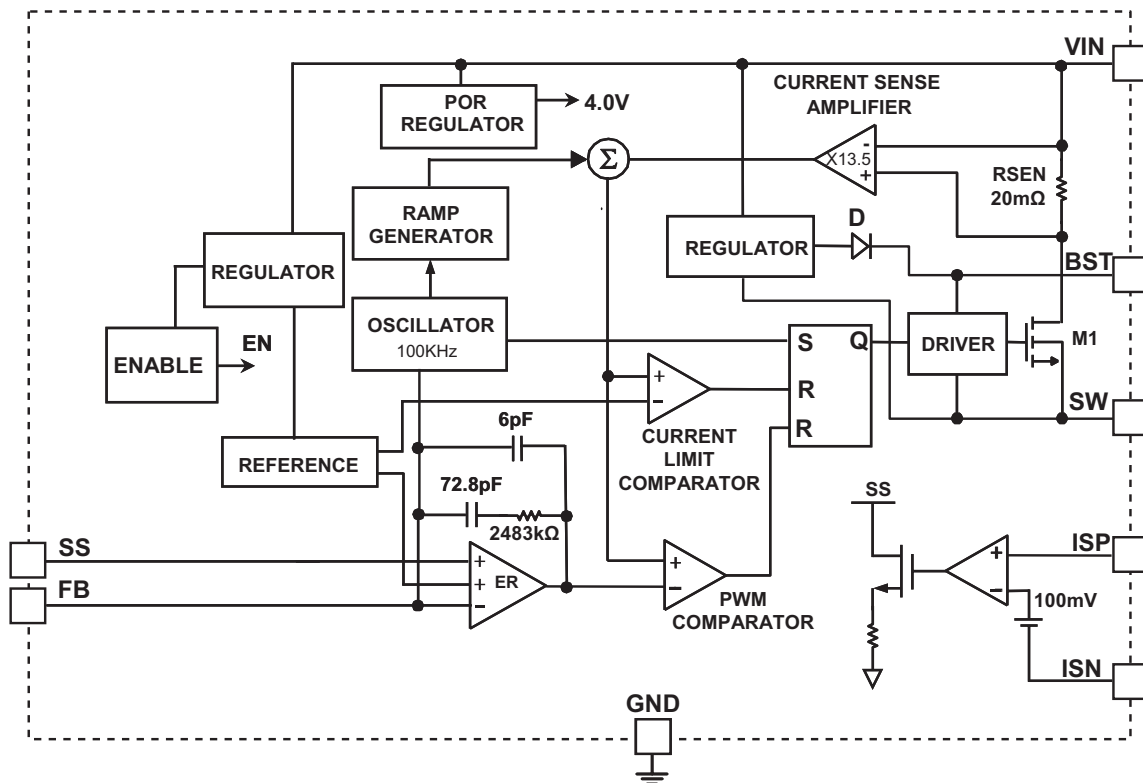 VIN
CURRENT SENSE
AMPLIFIER
POR
REGULATOR
4.0V
Σ
X13.5
-
+
RSEN
20mΩ
RAMP
GENERATOR
D
REGULATOR
REGULATOR
BST
OSCILLATOR
100KHz
EN
ENABLE
S
Q
R
R
DRIVER
M1
SW
+
−
CURRENT
LIMIT
COMPARATOR
REFERENCE
6pF
72.8pF
2483kΩ
SS
SS
FB
+
+
−
ER
+
−
PWM
COMPARATOR
+
−
ISP
100mV
ISN
GND